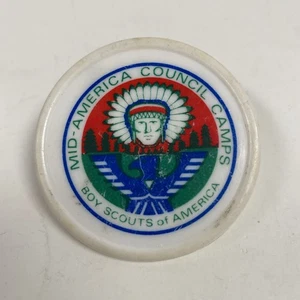 MID-AMERICA COUNCIL CAMPS
BOY SCOUTS of AMERICA